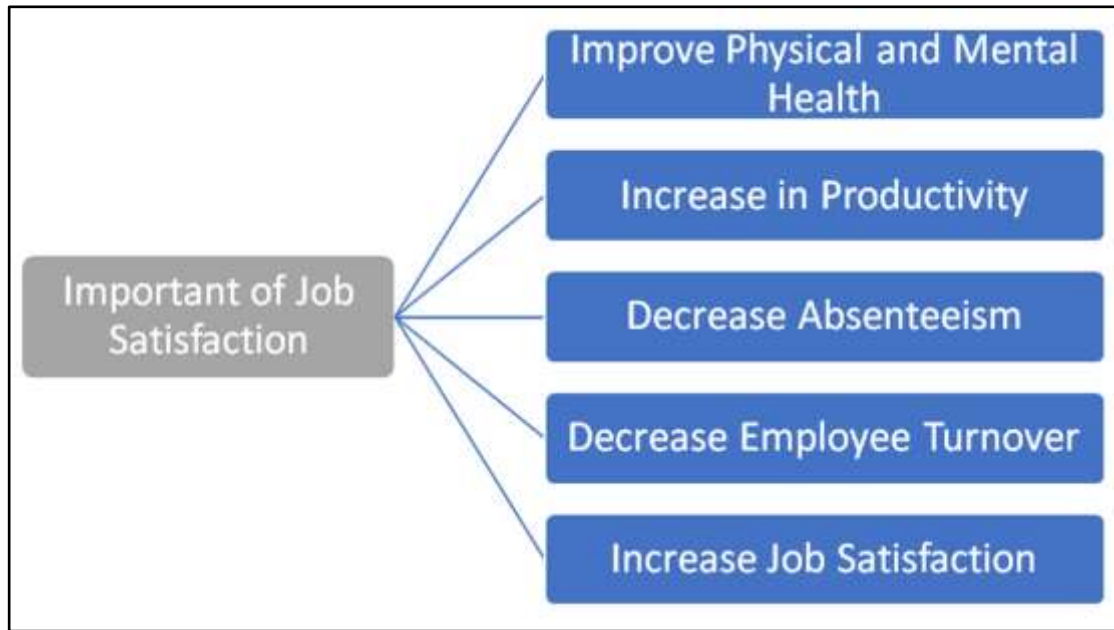 Improve Physical and Mental
Health
Increase in Productivity
Important of Job
Satisfaction
Decrease Absenteeism
Decrease Employee Turnover
Increase Job Satisfaction